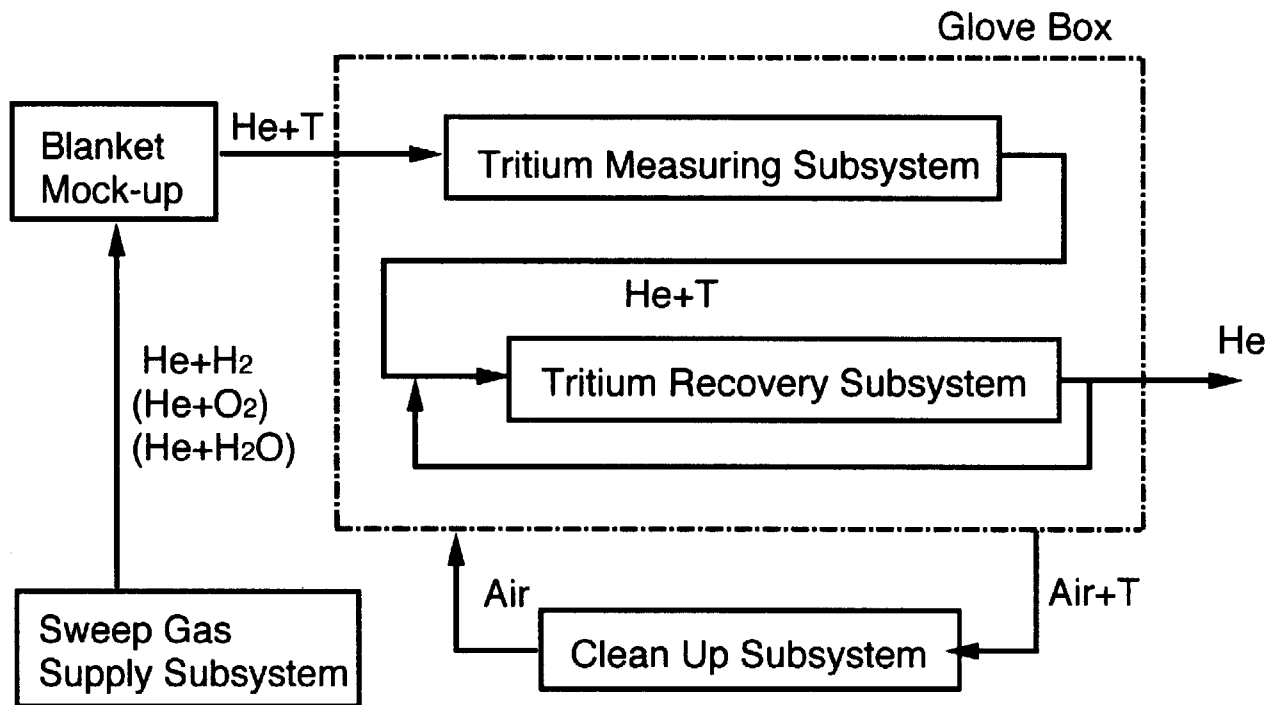 Glove Box
Blanket
Mock-up
He+T
Tritium Measuring Subsystem
He+T
He+H2
(He+O2)
(He+H2O)
Tritium Recovery Subsystem
He
Sweep Gas
Supply Subsystem
Air
Clean Up Subsystem
Air+T